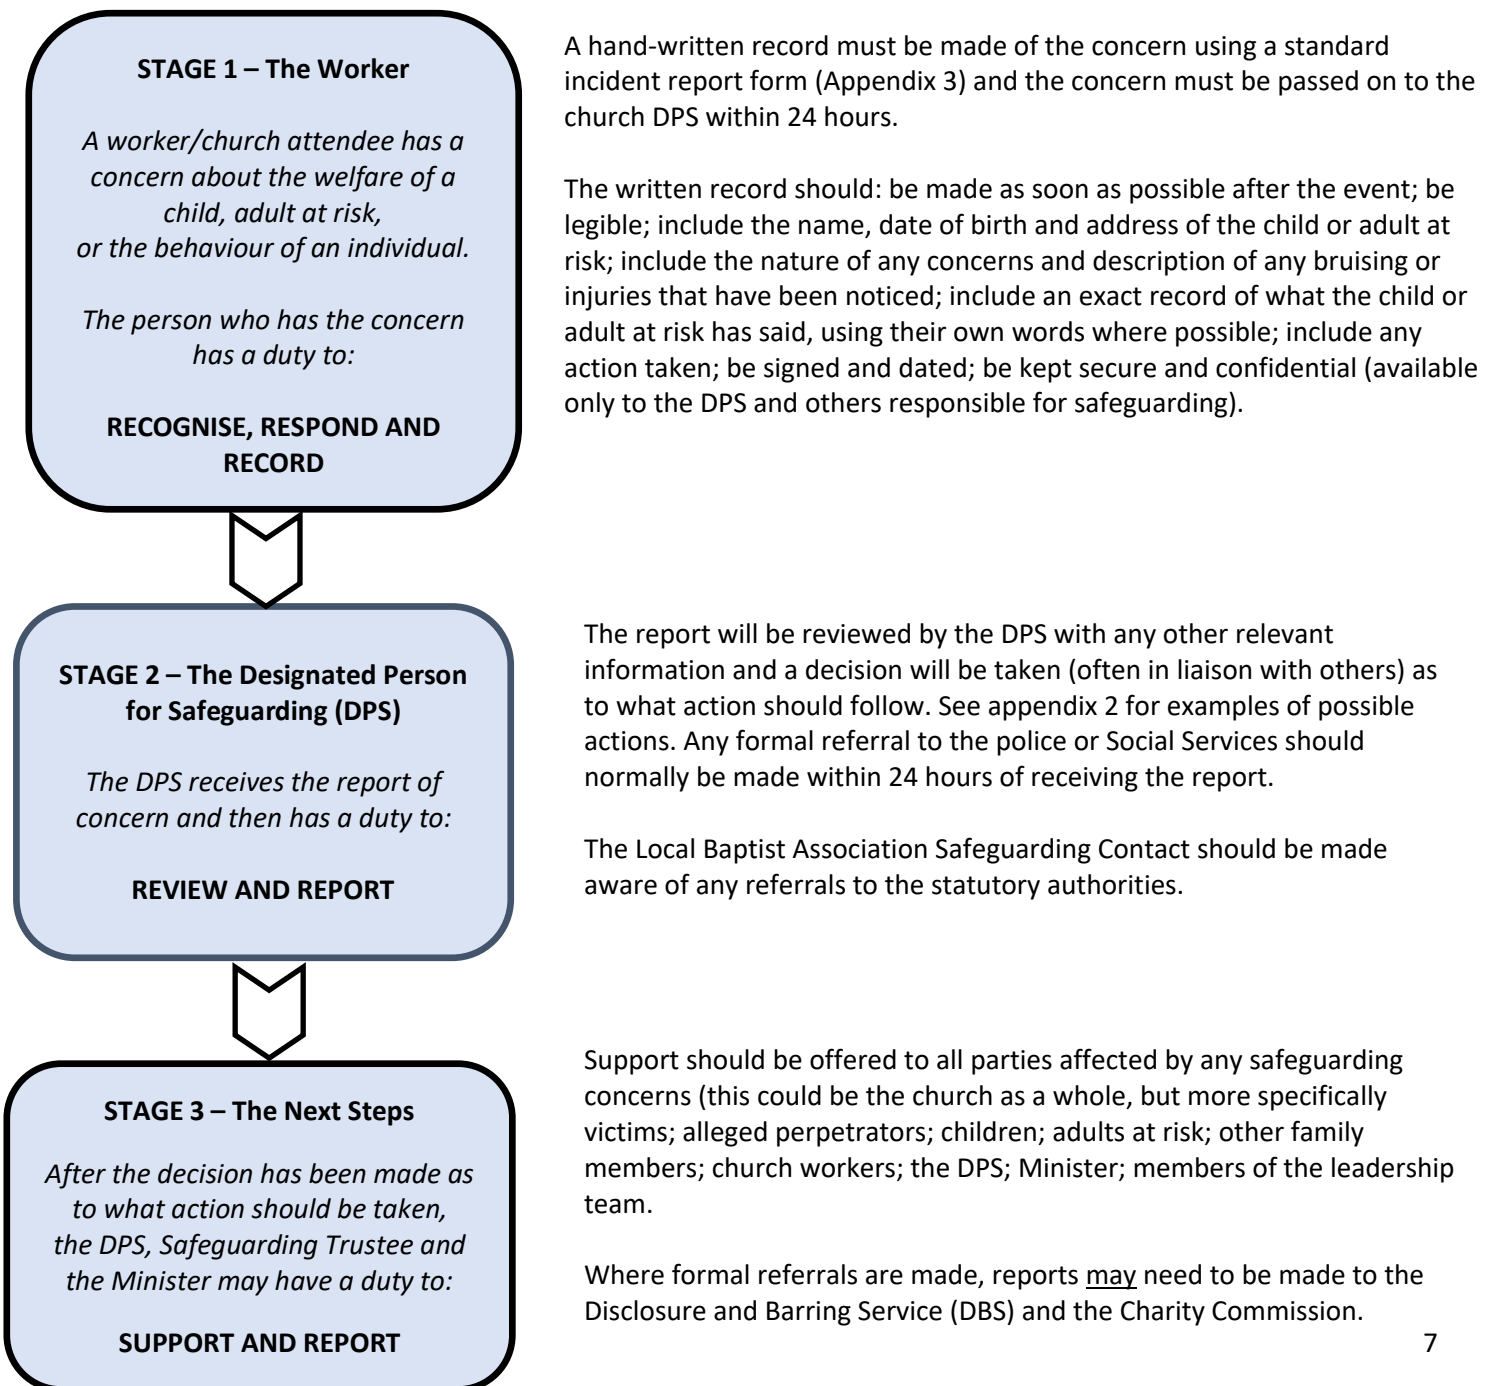 STAGE 1 – The Worker
A worker/church attendee has a
concern about the welfare of a
child, adult at risk,
or the behaviour of an individual.
The person who has the concern
has a duty to:
RECOGNISE, RESPOND AND
RECORD
A hand-written record must be made of the concern using a standard
incident report form (Appendix 3) and the concern must be passed on to the
church DPS within 24 hours.
The written record should: be made as soon as possible after the event; be
legible; include the name, date of birth and address of the child or adult at
risk; include the nature of any concerns and description of any bruising or
injuries that have been noticed; include an exact record of what the child or
adult at risk has said, using their own words where possible; include any
action taken; be signed and dated; be kept secure and confidential (available
only to the DPS and others responsible for safeguarding).
STAGE 2 – The Designated Person
for Safeguarding (DPS)
The DPS receives the report of
concern and then has a duty to:
REVIEW AND REPORT
The report will be reviewed by the DPS with any other relevant
information and a decision will be taken (often in liaison with others) as
to what action should follow. See appendix 2 for examples of possible
actions. Any formal referral to the police or Social Services should
normally be made within 24 hours of receiving the report.
The Local Baptist Association Safeguarding Contact should be made
aware of any referrals to the statutory authorities.
STAGE 3 – The Next Steps
After the decision has been made as
to what action should be taken,
the DPS, Safeguarding Trustee and
the Minister may have a duty to:
SUPPORT AND REPORT
Support should be offered to all parties affected by any safeguarding
concerns (this could be the church as a whole, but more specifically
victims; alleged perpetrators; children; adults at risk; other family
members; church workers; the DPS; Minister; members of the leadership
team.
Where formal referrals are made, reports may need to be made to the
Disclosure and Barring Service (DBS) and the Charity Commission.
7